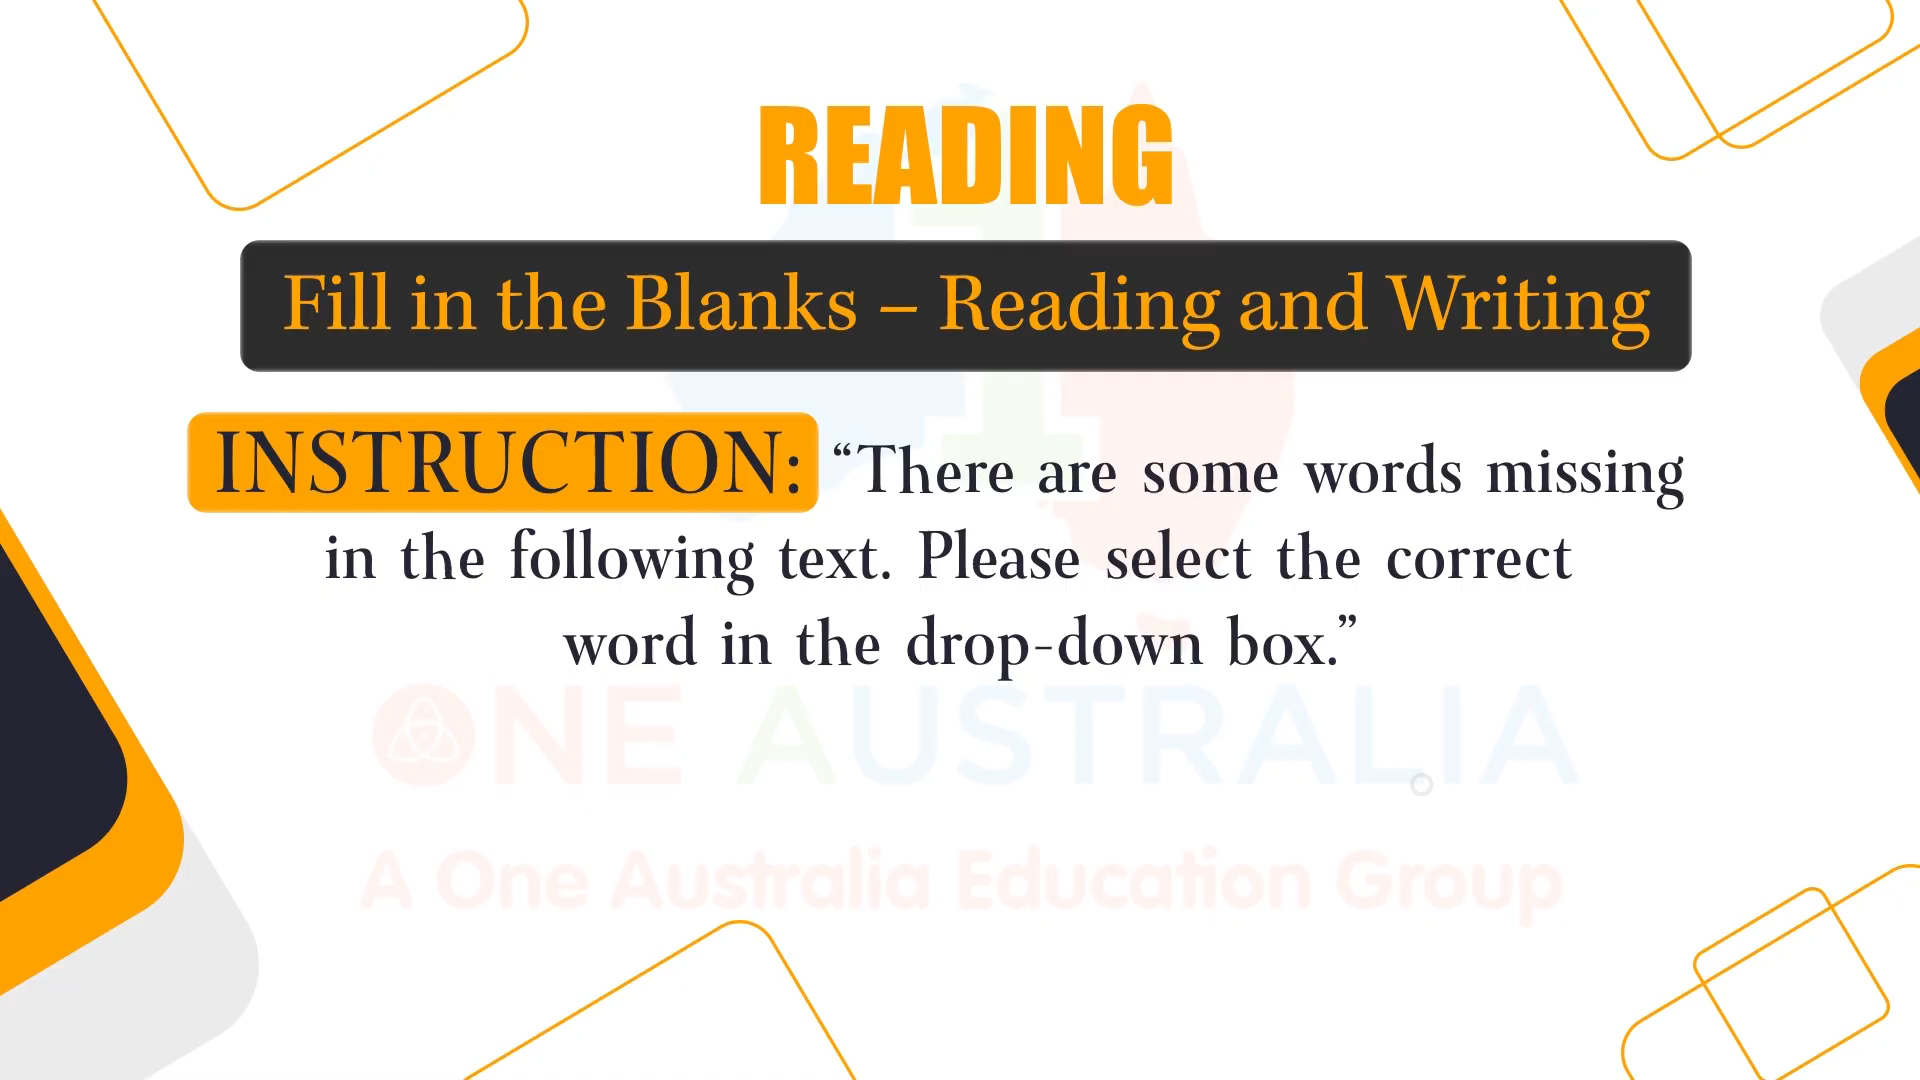 READING
Fill in the Blanks – Reading and Writing
INSTRUCTION: “There are some words missing
in the following text. Please select the correct
word in the drop-down box.”
ONE AUSTRALIA
A One Australia Education Group